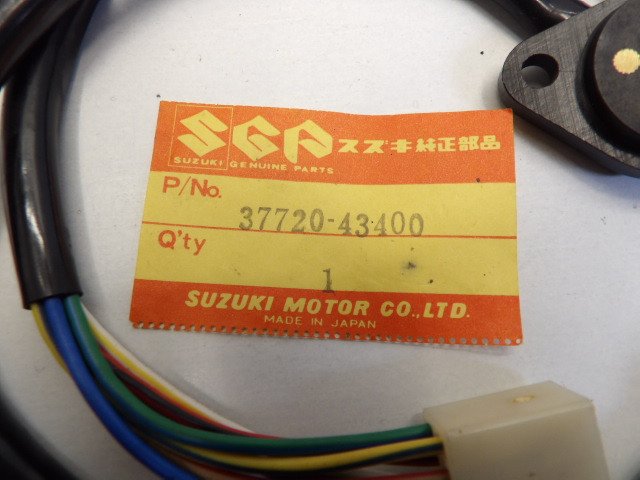 SGP スズキ純正部品
SUZUKI GENUINE PARTS
P/No.
37720-43400
Q'ty
1
SUZUKI MOTOR CO.,LTD.
MADE IN JAPAN